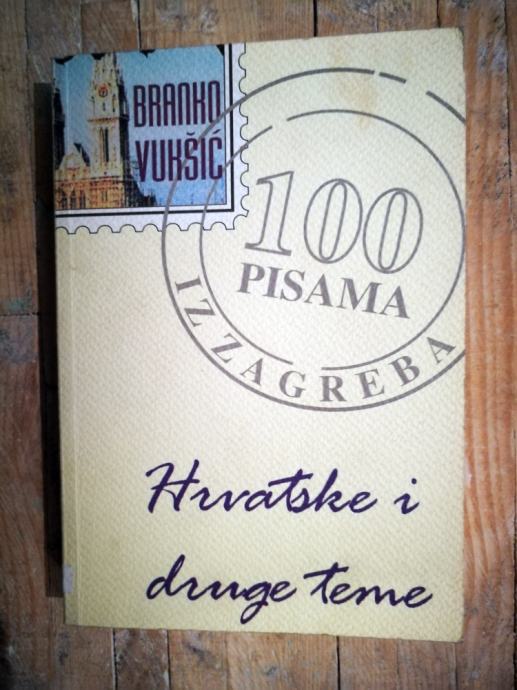 BRANKO
VUKŠIĆ
100
PISAMA
IZ ZAGREBA
Hrvatske i
druge teme